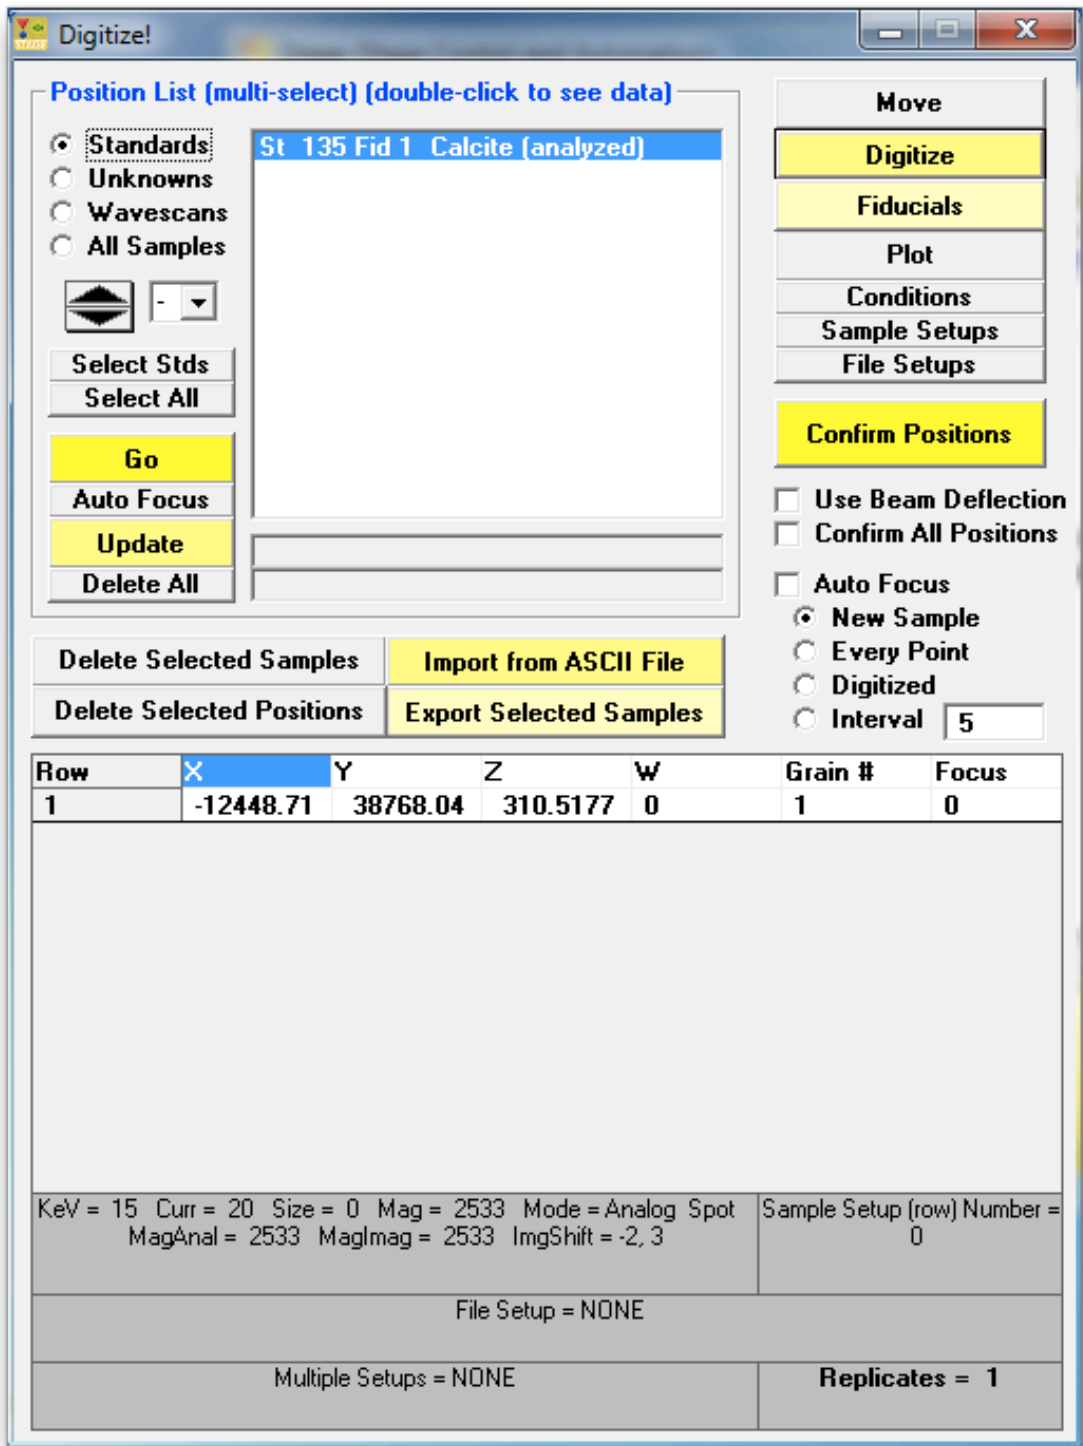 Digitize!
Position List (multi-select) (double-click to see data)
Standards
Unknowns
Wavescans
All Samples
-
Select Stds
Select All
Go
Auto Focus
Update
Delete All
St 135 Fid 1 Calcite (analyzed)
Move
Digitize
Fiducials
Plot
Conditions
Sample Setups
File Setups
Confirm Positions
Use Beam Deflection
Confirm All Positions
Auto Focus
New Sample
Every Point
Digitized
Interval 5
Delete Selected Samples
Import from ASCII File
Delete Selected Positions
Export Selected Samples
Row X Y Z W Grain # Focus
1 -12448.71 38768.04 310.5177 0 1 0
KeV = 15 Curr = 20 Size = 0 Mag = 2533 Mode = Analog Spot
MagAnal = 2533 MagImag = 2533 ImgShift = -2, 3
Sample Setup (row) Number =
0
File Setup = NONE
Multiple Setups = NONE
Replicates = 1